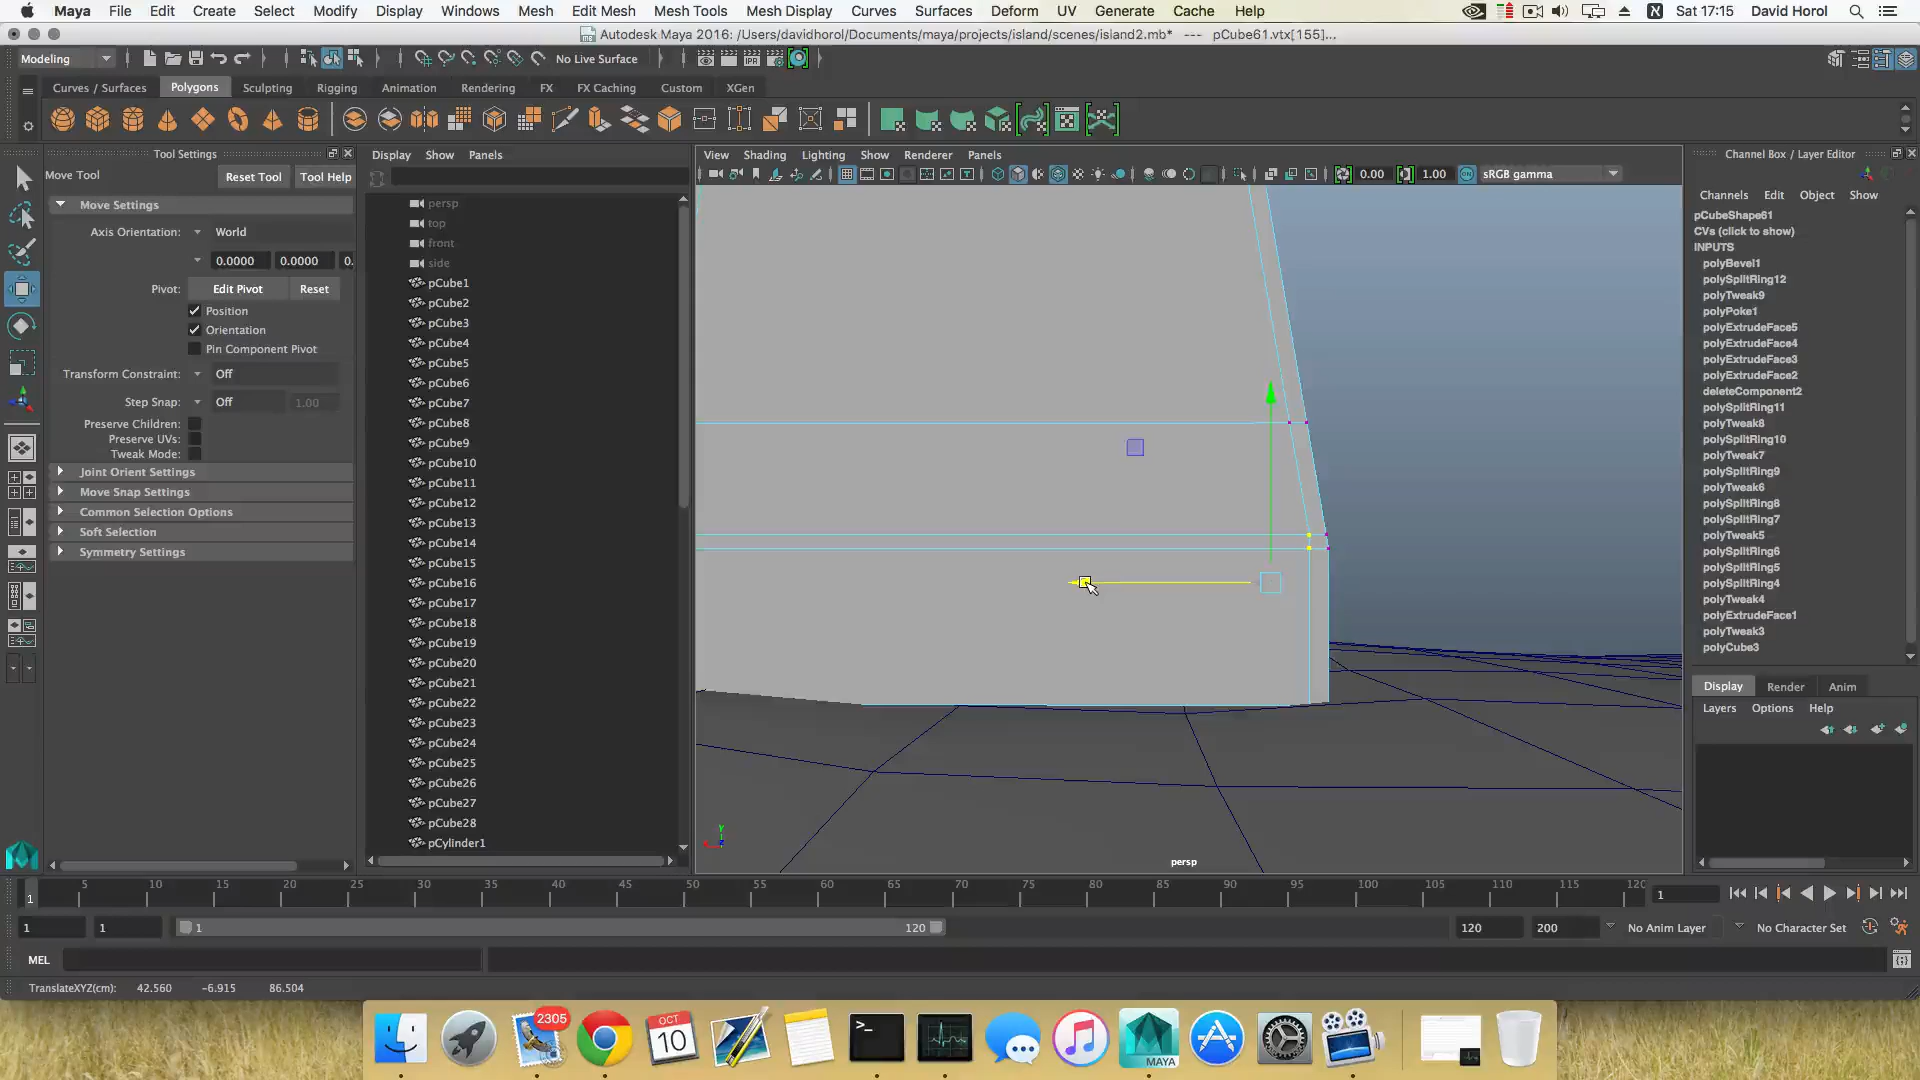 Maya File Edit Create Select Modify Display Windows Mesh Edit Mesh Mesh Tools Mesh Display Curves Surfaces Deform UV Generate Cache Help Sat 17:15 David Horol
Autodesk Maya 2016: /Users/davidhorol/Documents/maya/projects/island/scenes/island2.mb* --- pCube61.vtx[155]...
Modeling No Live Surface
Curves / Surfaces Polygons Sculpting Rigging Animation Rendering FX FX Caching Custom XGen
Tool Settings
Move Tool Reset Tool Tool Help
Move Settings
Axis Orientation: World
0.0000 0.0000 0.
Pivot: Edit Pivot Reset
Position
Orientation
Pin Component Pivot
Transform Constraint: Off
Step Snap: Off 1.00
Preserve Children:
Preserve UVs:
Tweak Mode:
Joint Orient Settings
Move Snap Settings
Common Selection Options
Soft Selection
Symmetry Settings
Display Show Panels
persp
top
front
side
pCube1
pCube2
pCube3
pCube4
pCube5
pCube6
pCube7
pCube8
pCube9
pCube10
pCube11
pCube12
pCube13
pCube14
pCube15
pCube16
pCube17
pCube18
pCube19
pCube20
pCube21
pCube22
pCube23
pCube24
pCube25
pCube26
pCube27
pCube28
pCylinder1
View Shading Lighting Show Renderer Panels
0.00 1.00 sRGB gamma
Y
persp
Channel Box / Layer Editor
Channels Edit Object Show
pCubeShape61
CVs (click to show)
INPUTS
polyBevel1
polySplitRing12
polyTweak9
polyPoke1
polyExtrudeFace5
polyExtrudeFace4
polyExtrudeFace3
polyExtrudeFace2
deleteComponent2
polySplitRing11
polyTweak8
polySplitRing10
polyTweak7
polySplitRing9
polyTweak6
polySplitRing8
polySplitRing7
polyTweak5
polySplitRing6
polySplitRing5
polySplitRing4
polyTweak4
polyExtrudeFace1
polyTweak3
polyCube3
Display Render Anim
Layers Options Help
1 5 10 15 20 25 30 35 40 45 50 55 60 65 70 75 80 85 90 95 100 105 110 115 120 1
1 1 1 120 120 200 No Anim Layer No Character Set
MEL
TranslateXYZ(cm): 42.560 -6.915 86.504
2305
OCT
10
MAYA